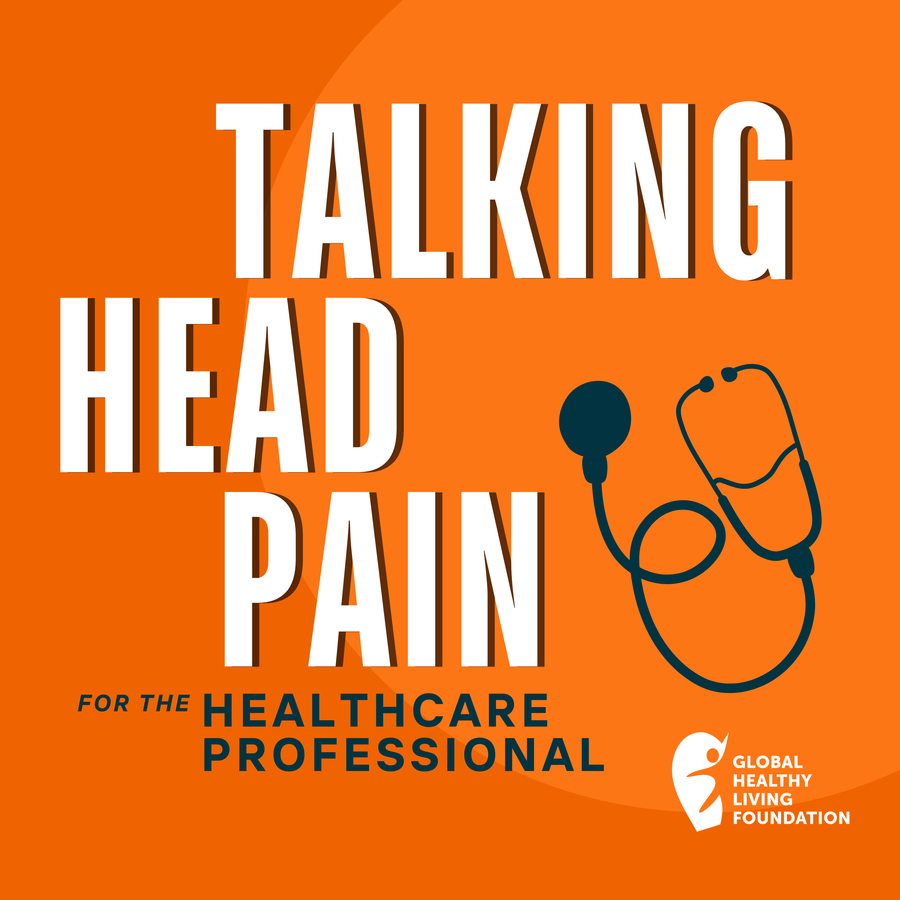 TALKING
HEAD
PAIN
FOR THE HEALTHCARE
PROFESSIONAL
GLOBAL
HEALTHY
LIVING
FOUNDATION